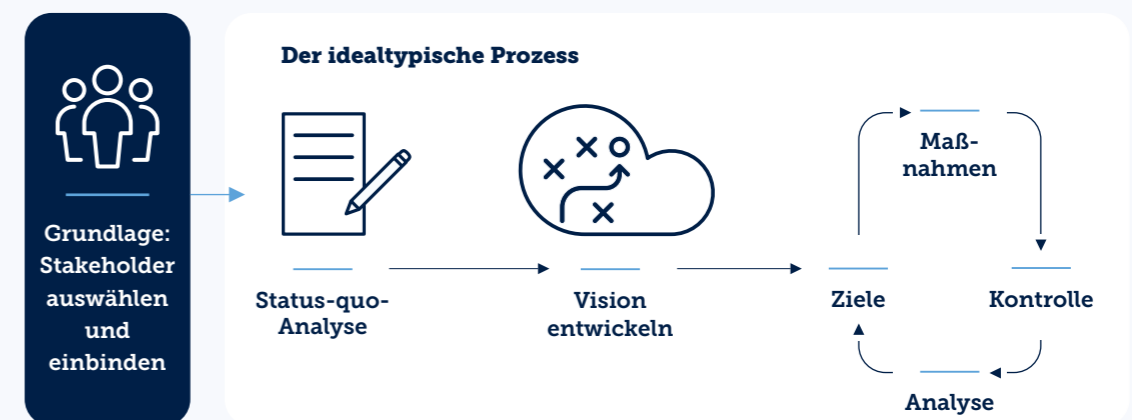 Grundlage:
Stakeholder
auswählen
und
einbinden
Der idealtypische Prozess
Status-quo-
Analyse
Vision
entwickeln
Ziele
Maß-
nahmen
Kontrolle
Analyse